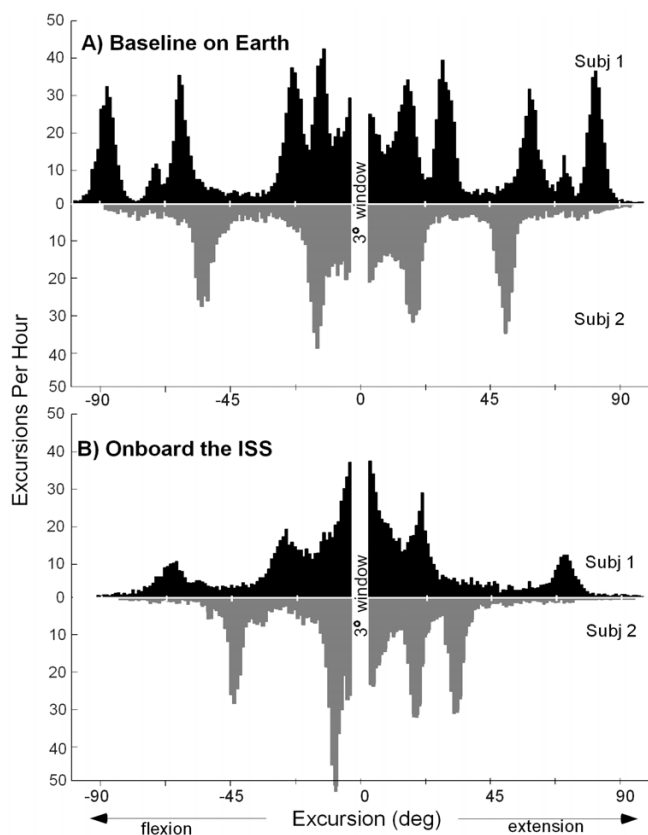 50
A) Baseline on Earth
40
Subj 1
30
20
10
0
3° window
10
20
30
Subj 2
40
50
-90 -45 0 45 90
Excursions Per Hour
50
B) Onboard the ISS
40
30
20
10
Subj 1
0
3° window
10
Subj 2
20
30
40
50
-90 -45 0 45 90
flexion Excursion (deg) extension